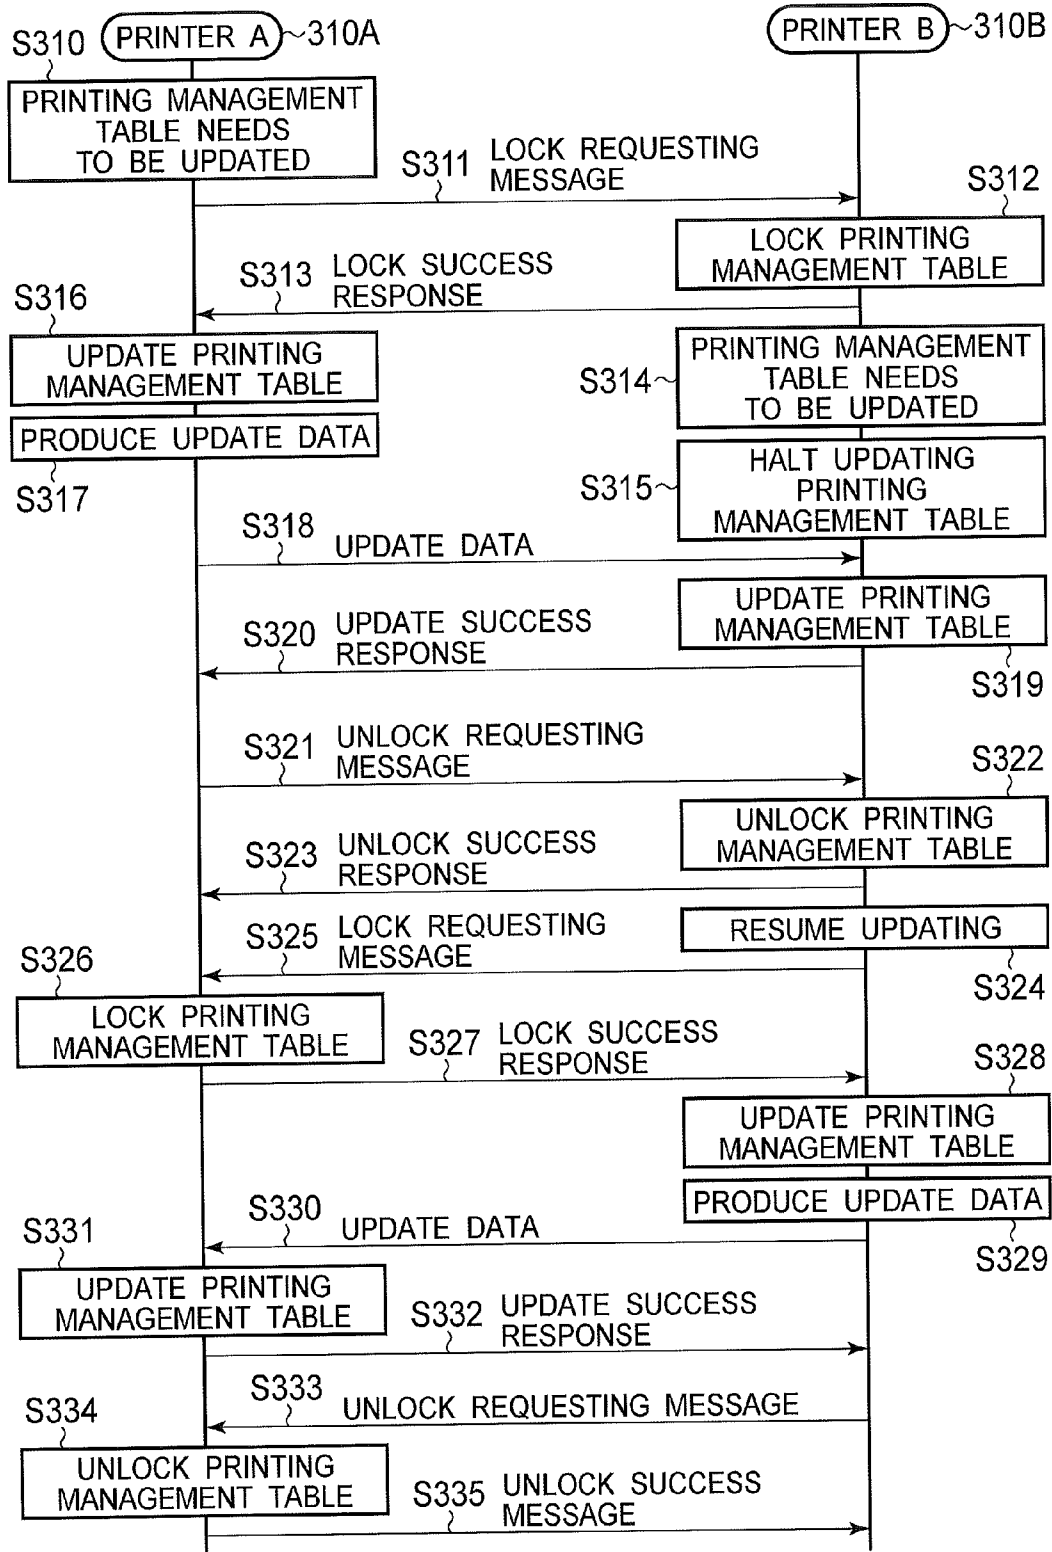 S310
PRINTER A
310A
PRINTER B
310B
PRINTING MANAGEMENT
TABLE NEEDS
TO BE UPDATED
S311
LOCK REQUESTING
MESSAGE
S312
LOCK PRINTING
MANAGEMENT TABLE
S313
LOCK SUCCESS
RESPONSE
S316
UPDATE PRINTING
MANAGEMENT TABLE
S314
PRINTING MANAGEMENT
TABLE NEEDS
TO BE UPDATED
PRODUCE UPDATE DATA
S317
S315
HALT UPDATING
PRINTING
MANAGEMENT TABLE
S318
UPDATE DATA
UPDATE PRINTING
MANAGEMENT TABLE
S319
S320
UPDATE SUCCESS
RESPONSE
S321
UNLOCK REQUESTING
MESSAGE
S322
UNLOCK PRINTING
MANAGEMENT TABLE
S323
UNLOCK SUCCESS
RESPONSE
RESUME UPDATING
S324
S325
LOCK REQUESTING
MESSAGE
S326
LOCK PRINTING
MANAGEMENT TABLE
S327
LOCK SUCCESS
RESPONSE
S328
UPDATE PRINTING
MANAGEMENT TABLE
PRODUCE UPDATE DATA
S329
S330
UPDATE DATA
S331
UPDATE PRINTING
MANAGEMENT TABLE
S332
UPDATE SUCCESS
RESPONSE
S333
UNLOCK REQUESTING MESSAGE
S334
UNLOCK PRINTING
MANAGEMENT TABLE
S335
UNLOCK SUCCESS
MESSAGE